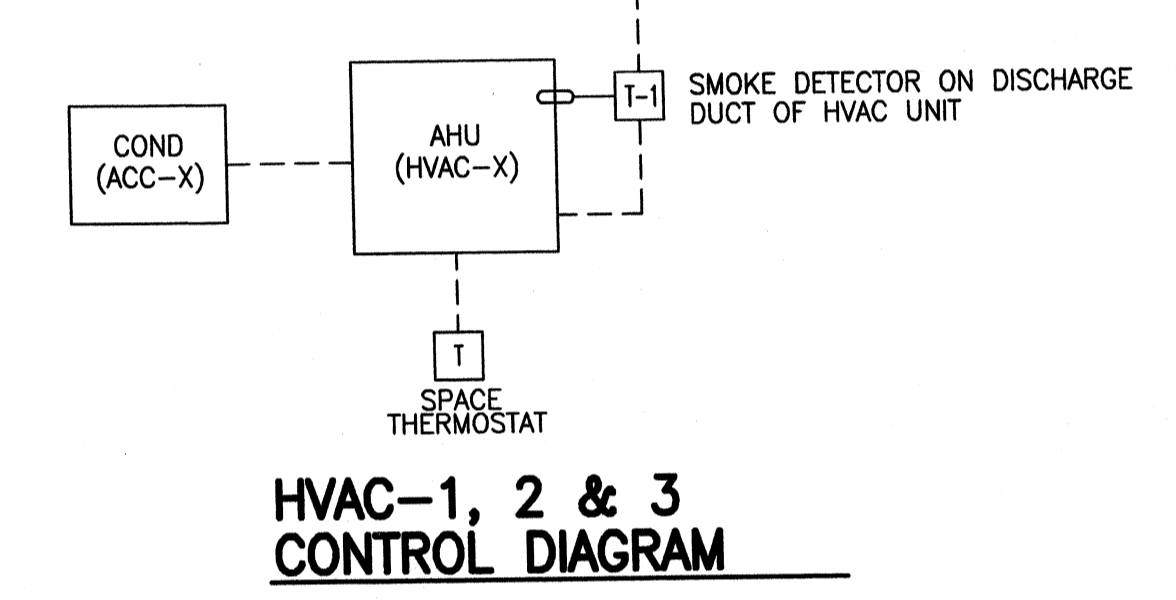 T-1
SMOKE DETECTOR ON DISCHARGE
DUCT OF HVAC UNIT
COND
(ACC-X)
AHU
(HVAC-X)
T
SPACE
THERMOSTAT
HVAC-1, 2 & 3
CONTROL DIAGRAM